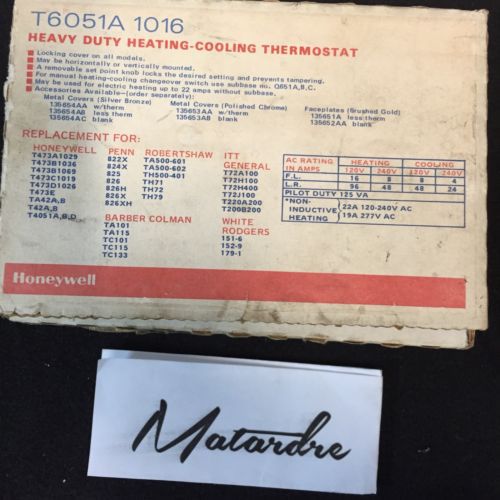 T6051A 1016
HEAVY DUTY HEATING-COOLING THERMOSTAT
Locking cover on all models.
May be horizontally or vertically mounted.
A removable set point knob locks the desired setting and prevents tampering.
For manual heating-cooling changeover switch use subbase no. Q651A,B,C.
May be used for electric heating up to 22 amps without subbase.
Accessories Available—(order separately):
Metal Covers (Silver Bronze)
135654AA w/therm
135654AB less therm
135654AC blank
Metal Covers (Polished Chrome)
135653AA w/therm
135653AB blank
Faceplates (Brushed Gold)
135651A less therm
135652AA blank
REPLACEMENT FOR:
HONEYWELL
T473A1029
T473B1036
T473B1069
T473C1019
T473D1026
T473E
TA42A,B
T42A,B
T4051A,B,D
PENN
822X
824X
825
825X
826H
826X
826XH
ROBERTSHAW
TA500-601
TA500-602
TH500-401
TH71
TH72
TH79
BARBER COLMAN
TA101
TA115
TC101
TC115
TC133
ITT
GENERAL
T72A100
T72H100
T72H400
T72J100
T220A200
T200B200
WHITE
RODGERS
151-6
152-9
179-1
AC RATING IN AMPS HEATING COOLING
120V 240V 120V 240V
F.L. 16 8 8 4
L.R. 96 48 48 24
PILOT DUTY 125 VA
*NON-INDUCTIVE HEATING 22A 120-240V AC
19A 277V AC
Honeywell
Matardre